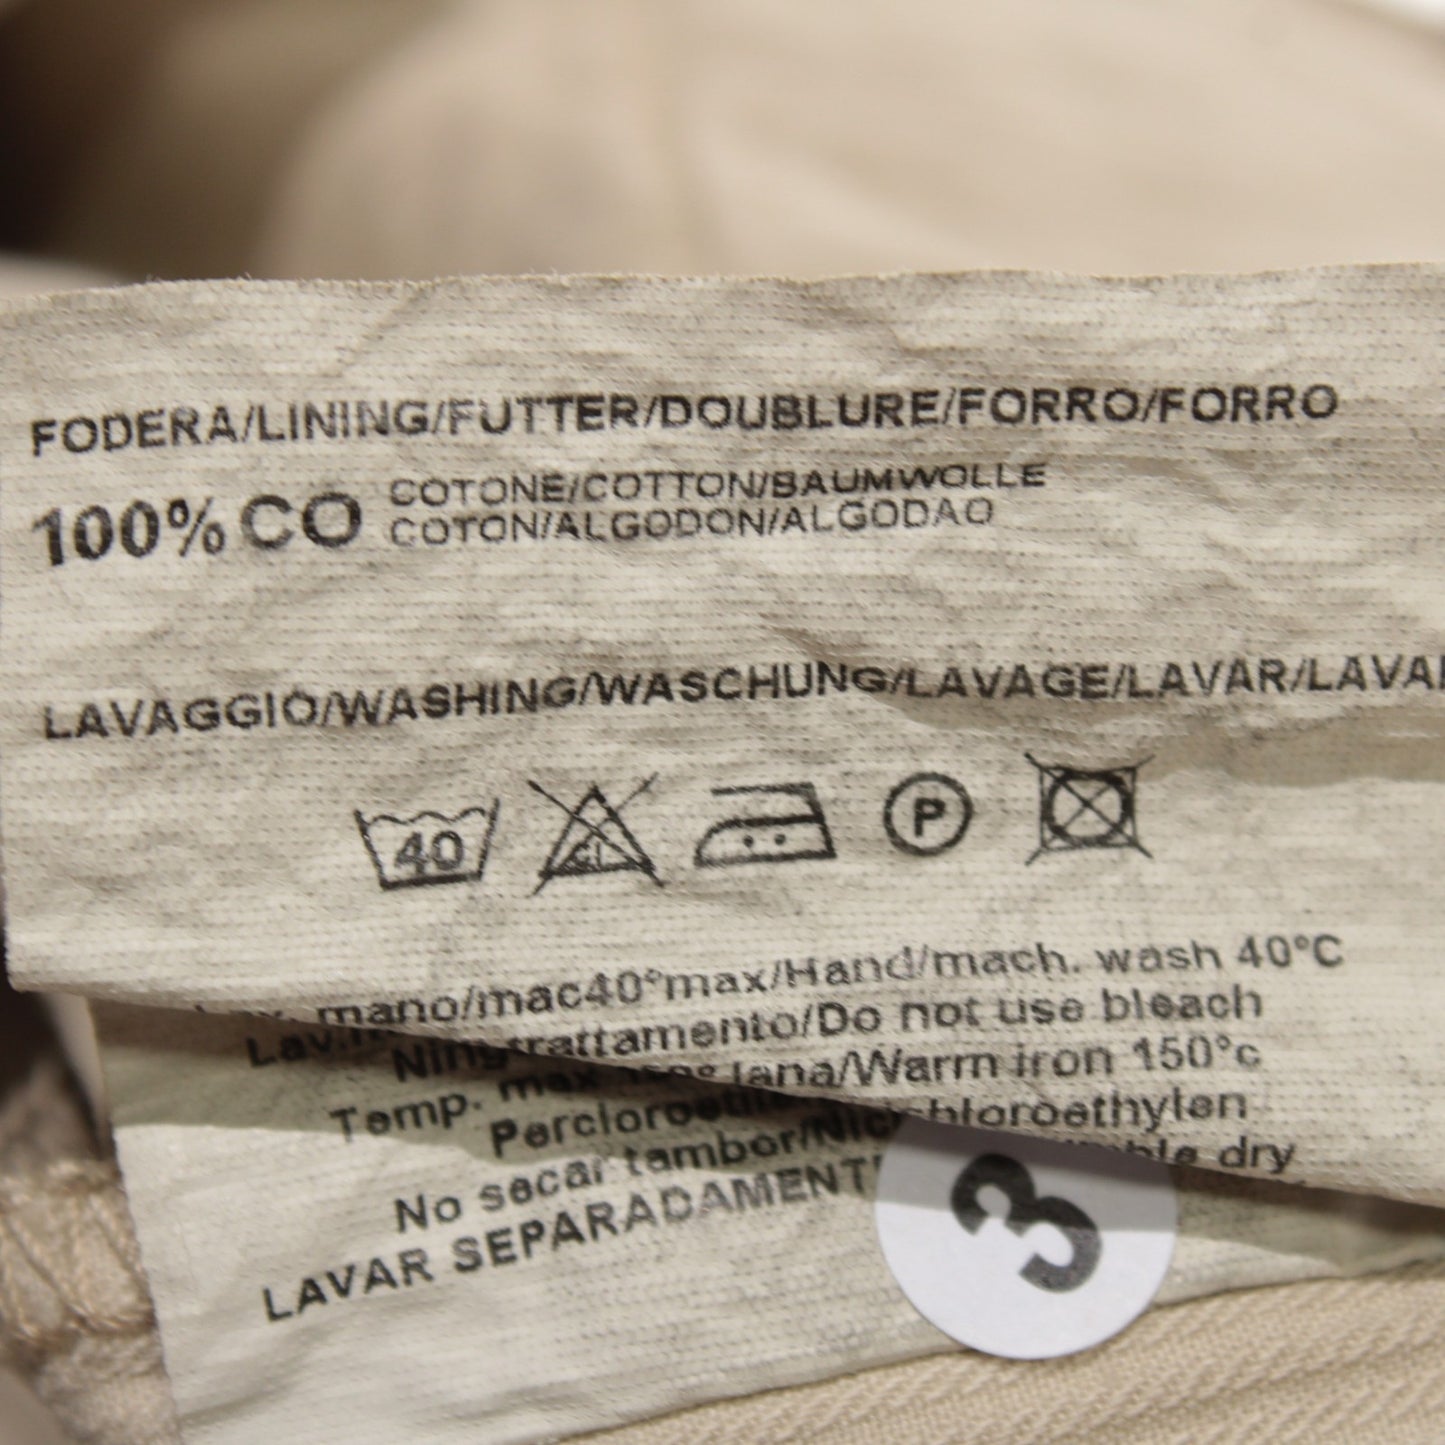 FODERA/LINING/FUTTER/DOUBLURE/FORRO/FORRO
100% CO COTONE/COTTON/BAUMWOLLE
COTON/ALGODON/ALGODAO
LAVAGGIO/WASHING/WASCHUNG/LAVAGE/LAVAR/LAVAR
40 CL P
mano/mac40°max/Hand/mach. wash 40°C
trattamento/Do not use bleach
Temp. max lana/Warm iron 150°c
dry
No secar tambor
LAVAR SEPARADAMENT
3